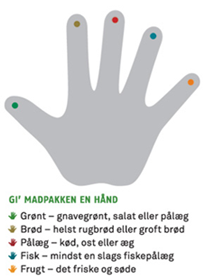 GI' MADPAKKEN EN HÅND
Grønt – gnavegrønt, salat eller pålæg
Brød – helst rugbrød eller groft brød
Pålæg – kød, ost eller æg
Fisk – mindst en slags fiskepålæg
Frugt – det friske og søde